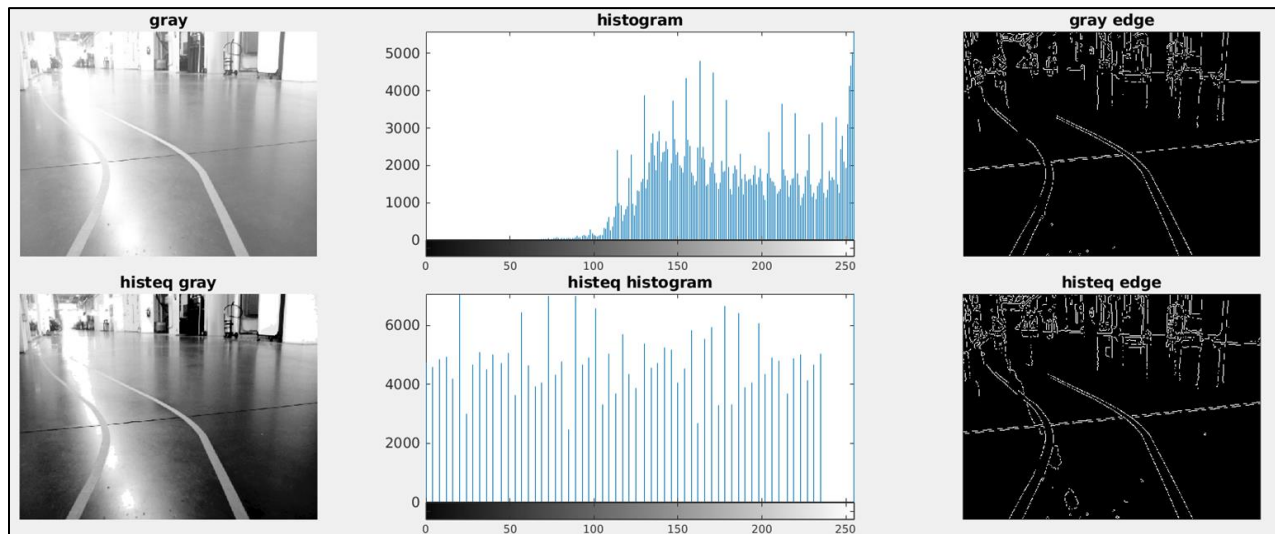 gray
histogram
gray edge
5000
4000
3000
2000
1000
0
0 50 100 150 200 250
histeq gray
histeq histogram
histeq edge
6000
4000
2000
0
0 50 100 150 200 250